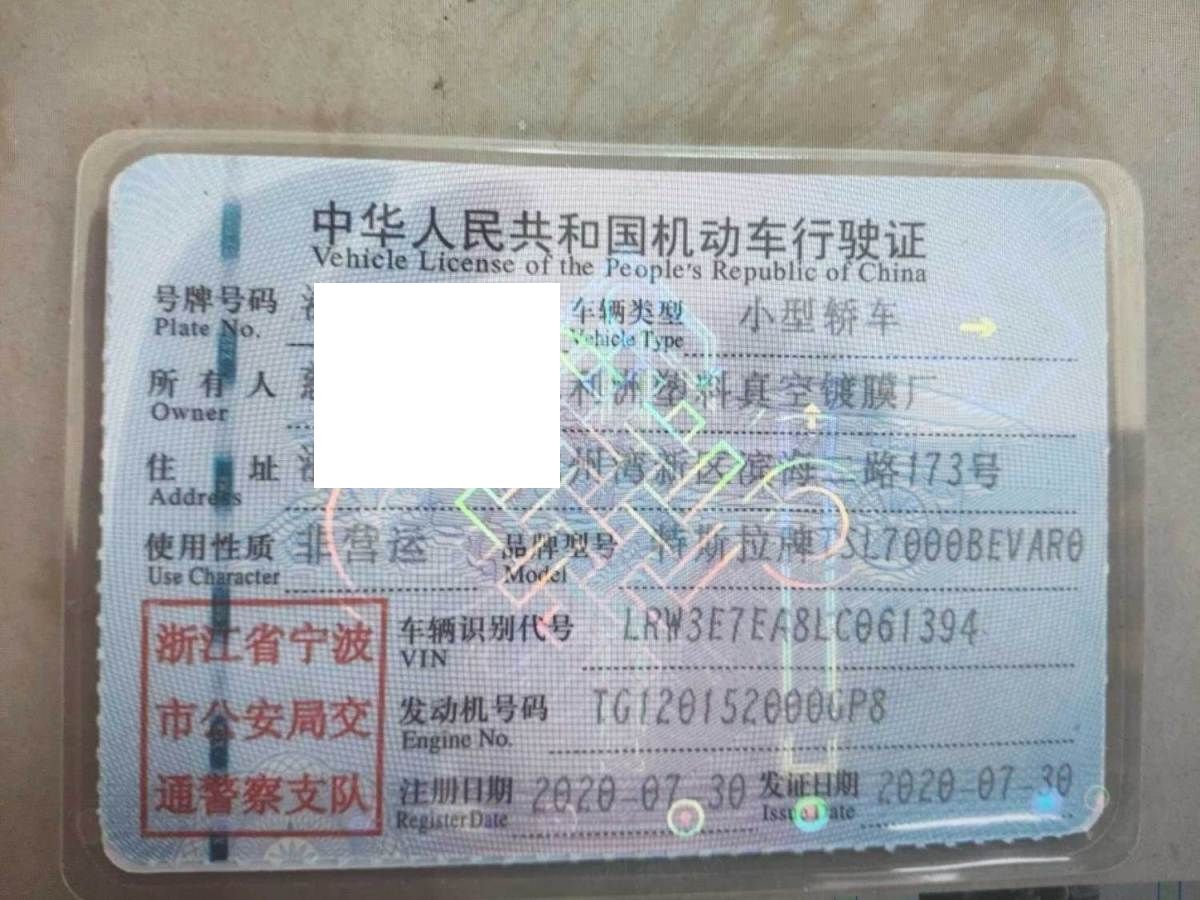 中华人民共和国机动车行驶证
Vehicle License of the People's Republic of China
号牌号码 车辆类型 小型轿车
Plate No. Vehicle Type
所有人 利洲塑料真空镀膜厂
Owner
住址 州湾新区滨海二路173号
Address
使用性质 非营运 品牌型号 特斯拉牌TSL7000BEVAR0
Use Character Model
浙江省宁波
市公安局交
通警察支队
车辆识别代号 LRW3E7EA8LC061394
VIN
发动机号码 TG120152000GP8
Engine No.
注册日期 2020-07-30 发证日期 2020-07-30
Register Date Issue Date